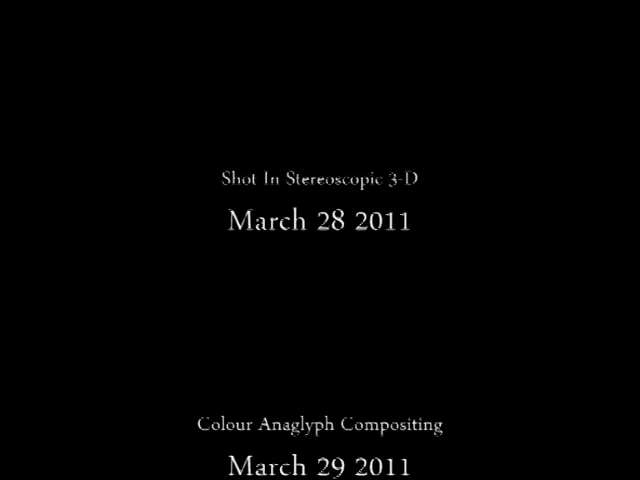 Shot In Stereoscopic 3-D
March 28 2011
Colour Anaglyph Compositing
March 29 2011